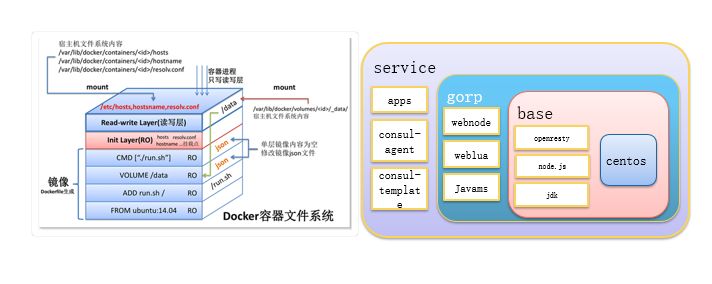 宿主机文件系统内容
/var/lib/docker/containers/<id>/hosts
/var/lib/docker/containers/<id>/hostname
/var/lib/docker/containers/<id>/resolv.conf
mount
容器进程
只写读写层
mount
/etc/hosts,hostname,resolv.conf
/data
/var/lib/docker/volumes/<id>/_data/
宿主机文件系统内容
Read-write Layer(读写层)
Init Layer(RO)
hosts resolv.conf
hostname ...挂载点
json
json
单层镜像内容为空
修改镜像json文件
/run.sh
镜像
Dockerfile生成
CMD ["./run.sh"] RO
VOLUME /data RO
ADD run.sh / RO
FROM ubuntu:14.04 RO
Docker容器文件系统
service
apps
consul-
agent
consul-
templat
e
gorp
webnode
weblua
Javams
base
openresty
node.js
jdk
centos